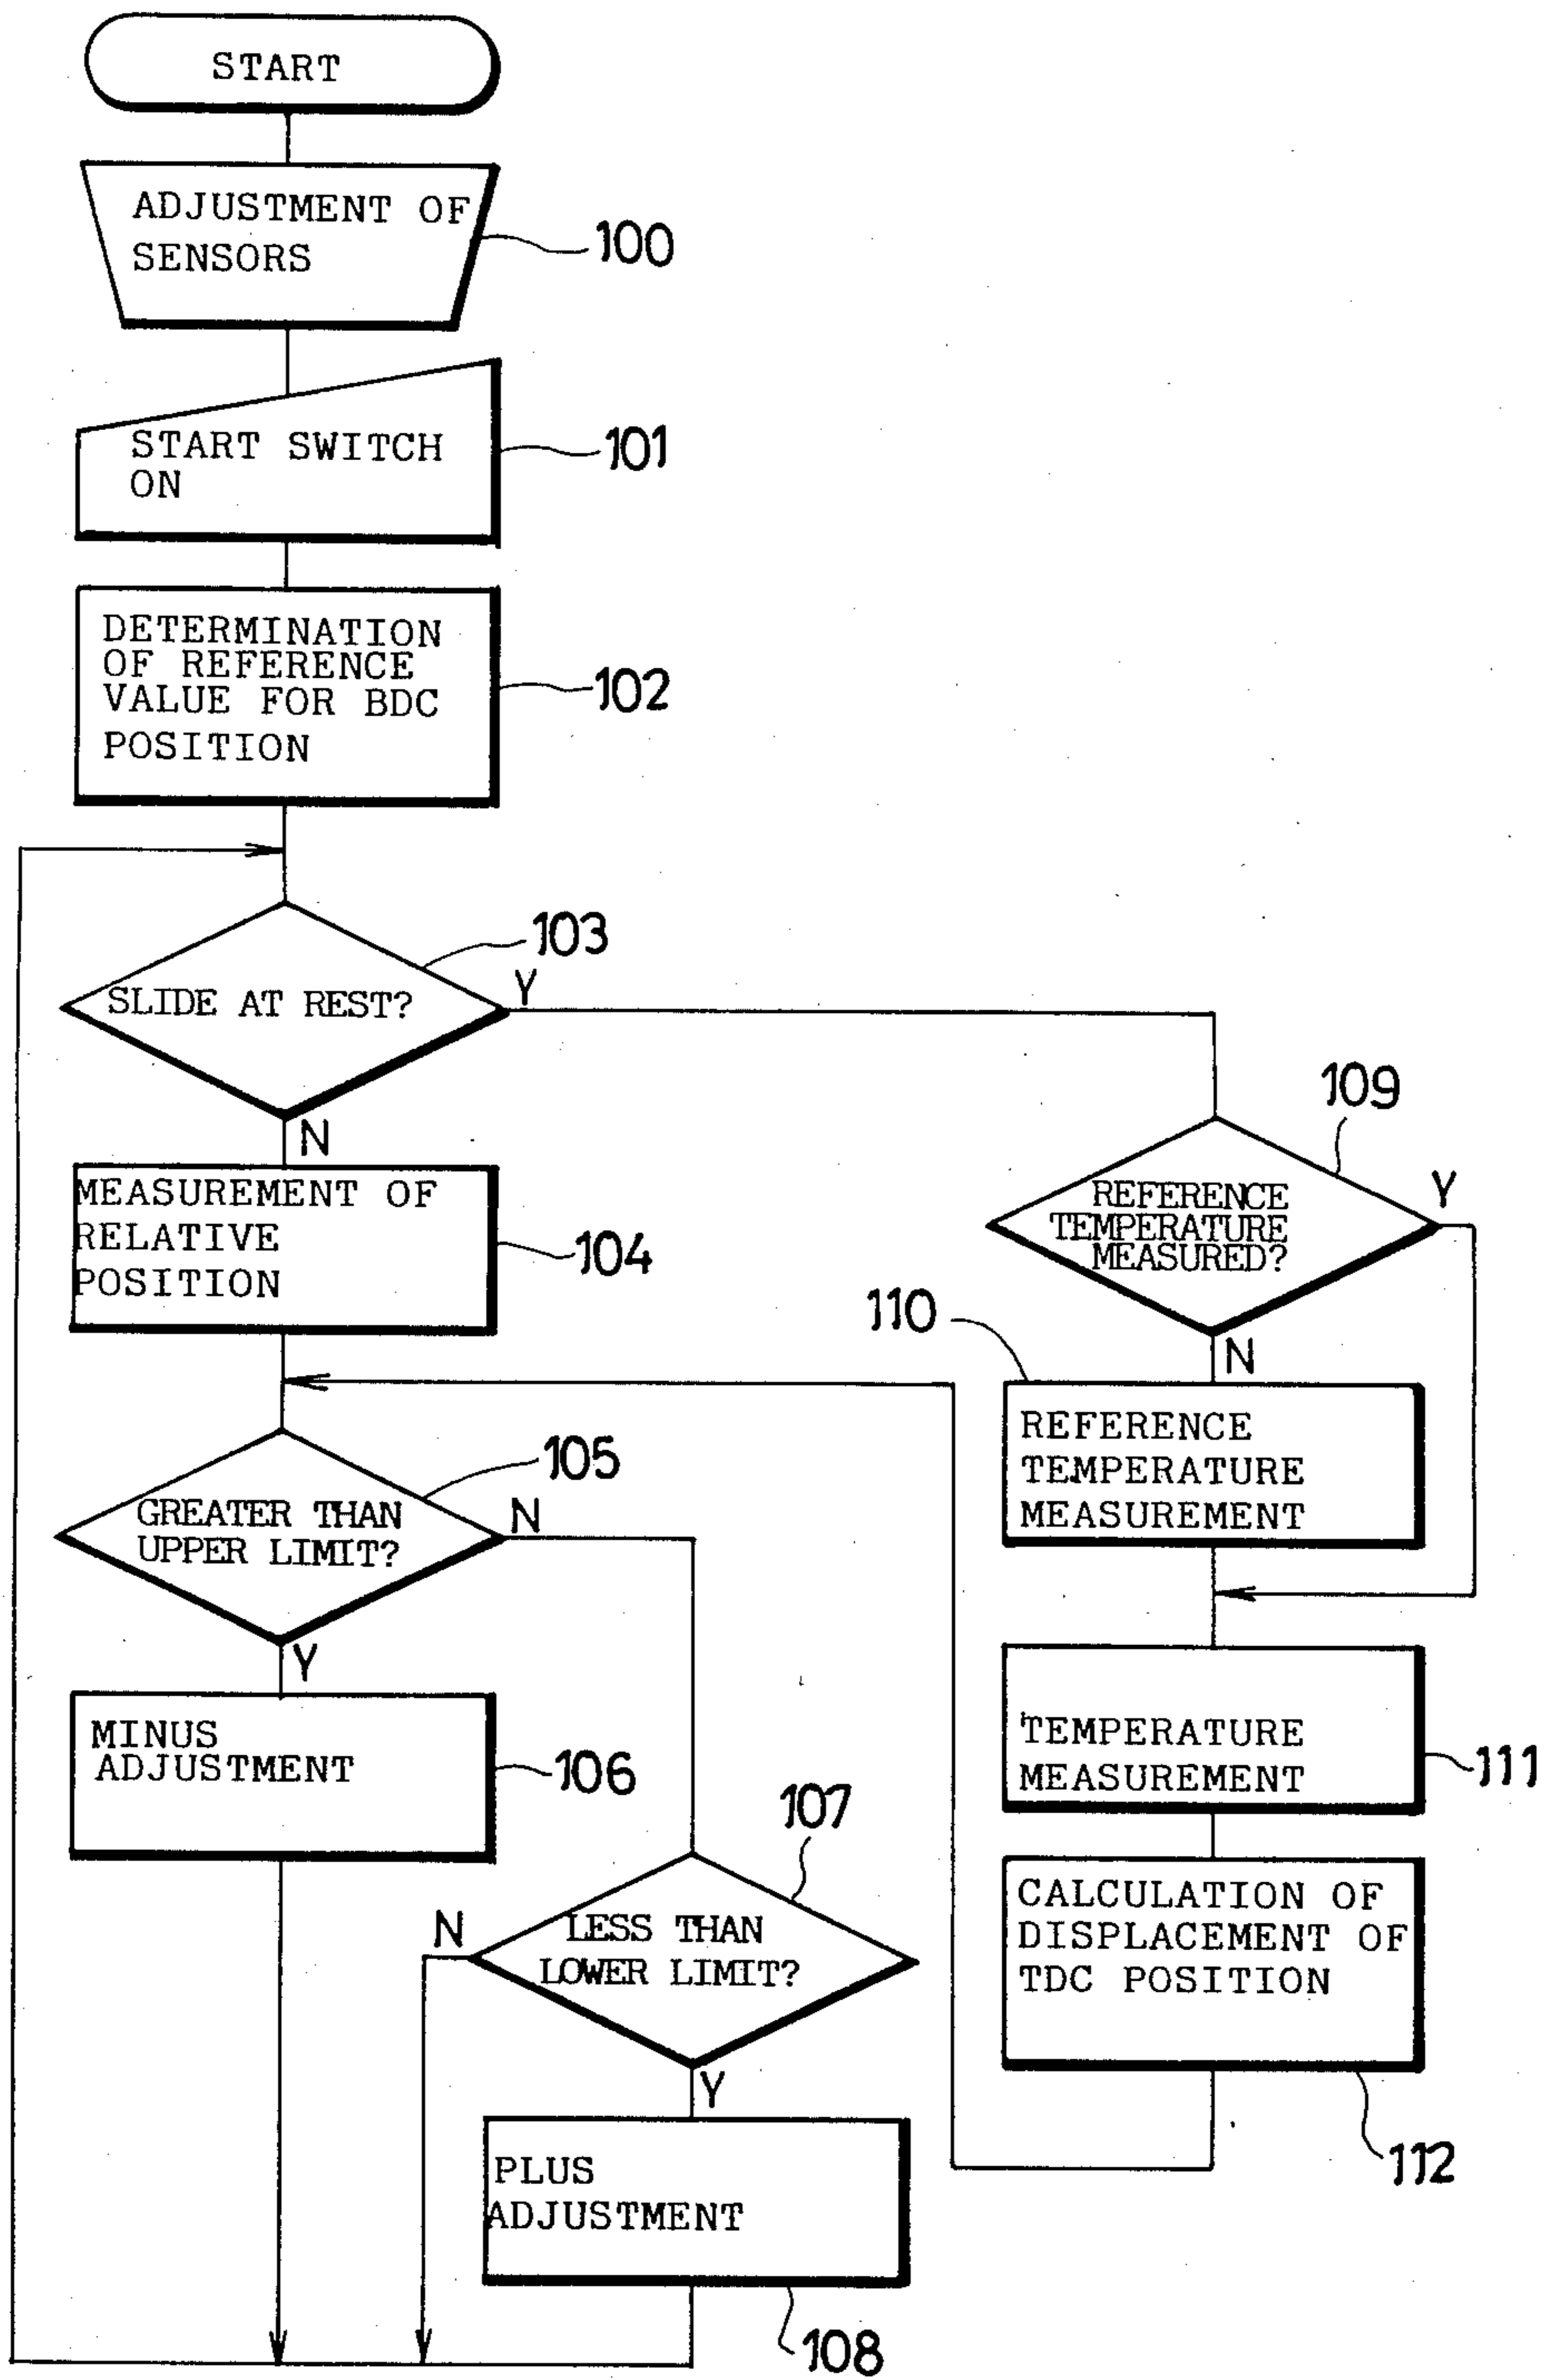 START
ADJUSTMENT OF
SENSORS
100
START SWITCH
ON
101
DETERMINATION
OF REFERENCE
VALUE FOR BDC
POSITION
102
103
SLIDE AT REST?
Y
N
MEASUREMENT OF
RELATIVE
POSITION
104
109
REFERENCE
TEMPERATURE
MEASURED?
Y
N
110
REFERENCE
TEMPERATURE
MEASUREMENT
105
GREATER THAN
UPPER LIMIT?
N
Y
MINUS
ADJUSTMENT
106
TEMPERATURE
MEASUREMENT
111
107
LESS THAN
LOWER LIMIT?
N
Y
CALCULATION OF
DISPLACEMENT OF
TDC POSITION
112
PLUS
ADJUSTMENT
108